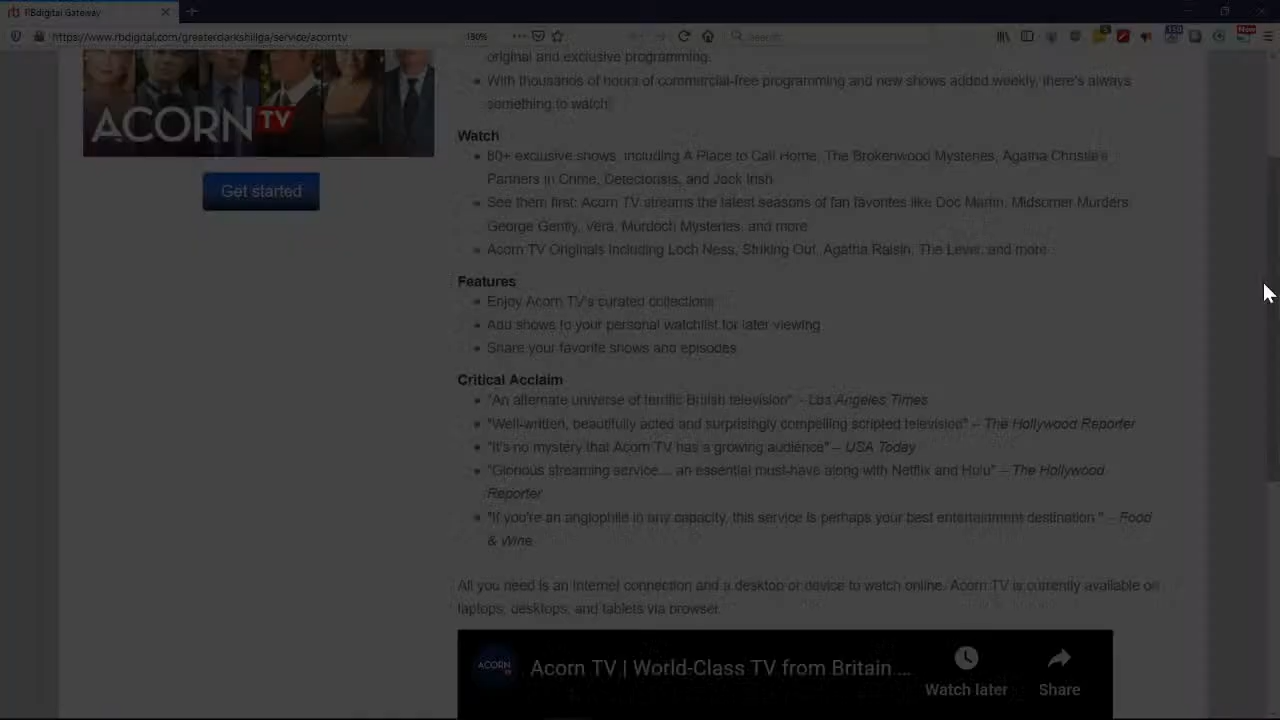 RBdigital Gateway
https://www.rbdigital.com/greaterclarkshillga/service/acorntv
180%
Search
New
original and exclusive programming.
With thousands of hours of commercial-free programming and new shows added weekly, there's always
something to watch
ACORN TV
Get started
Watch
60+ exclusive shows, including A Place to Call Home, The Brokenwood Mysteries, Agatha Christie's
Partners in Crime, Detectorists, and Jack Irish
See them first: Acorn TV streams the latest seasons of fan favorites like Doc Martin, Midsomer Murders,
George Gently, Vera, Murdoch Mysteries, and more
Acorn TV Originals Including Loch Ness, Striking Out, Agatha Raisin, The Level, and more
Features
Enjoy Acorn TV's curated collections
Add shows to your personal watchlist for later viewing
Share your favorite shows and episodes
Critical Acclaim
"An alternate universe of terrific British television" – Los Angeles Times
"Well-written, beautifully acted and surprisingly compelling scripted television" – The Hollywood Reporter
"It's no mystery that Acorn TV has a growing audience" – USA Today
"Glorious streaming service... an essential must-have along with Netflix and Hulu" – The Hollywood
Reporter
"If you're an anglophile in any capacity, this service is perhaps your best entertainment destination." – Food
& Wine
All you need is an Internet connection and a desktop or device to watch online. Acorn TV is currently available on
laptops, desktops, and tablets via browser.
ACORN TV
Acorn TV | World-Class TV from Britain ...
Watch later
Share